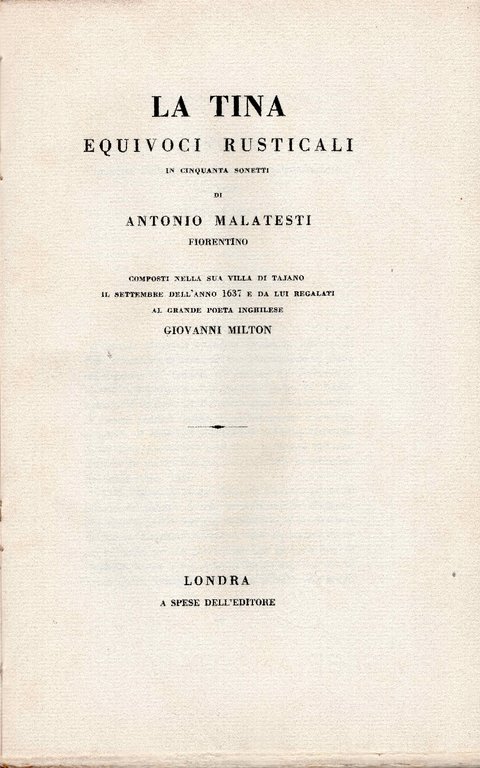 LA TINA
EQUIVOCI RUSTICALI
IN CINQUANTA SONETTI
DI
ANTONIO MALATESTI
FIORENTINO
COMPOSTI NELLA SUA VILLA DI TAJANO
IL SETTEMBRE DELL'ANNO 1637 E DA LUI REGALATI
AL GRANDE POETA INGHILESE
GIOVANNI MILTON
LONDRA
A SPESE DELL'EDITORE